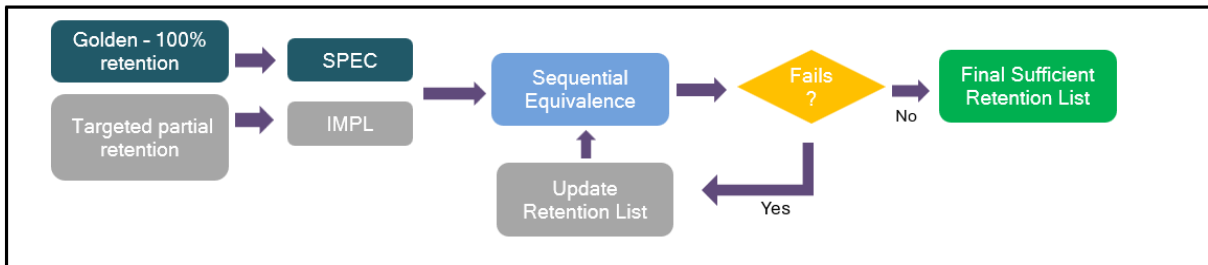 Golden – 100%
retention
SPEC
Targeted partial
retention
IMPL
Sequential
Equivalence
Fails
?
No
Final Sufficient
Retention List
Yes
Update
Retention List